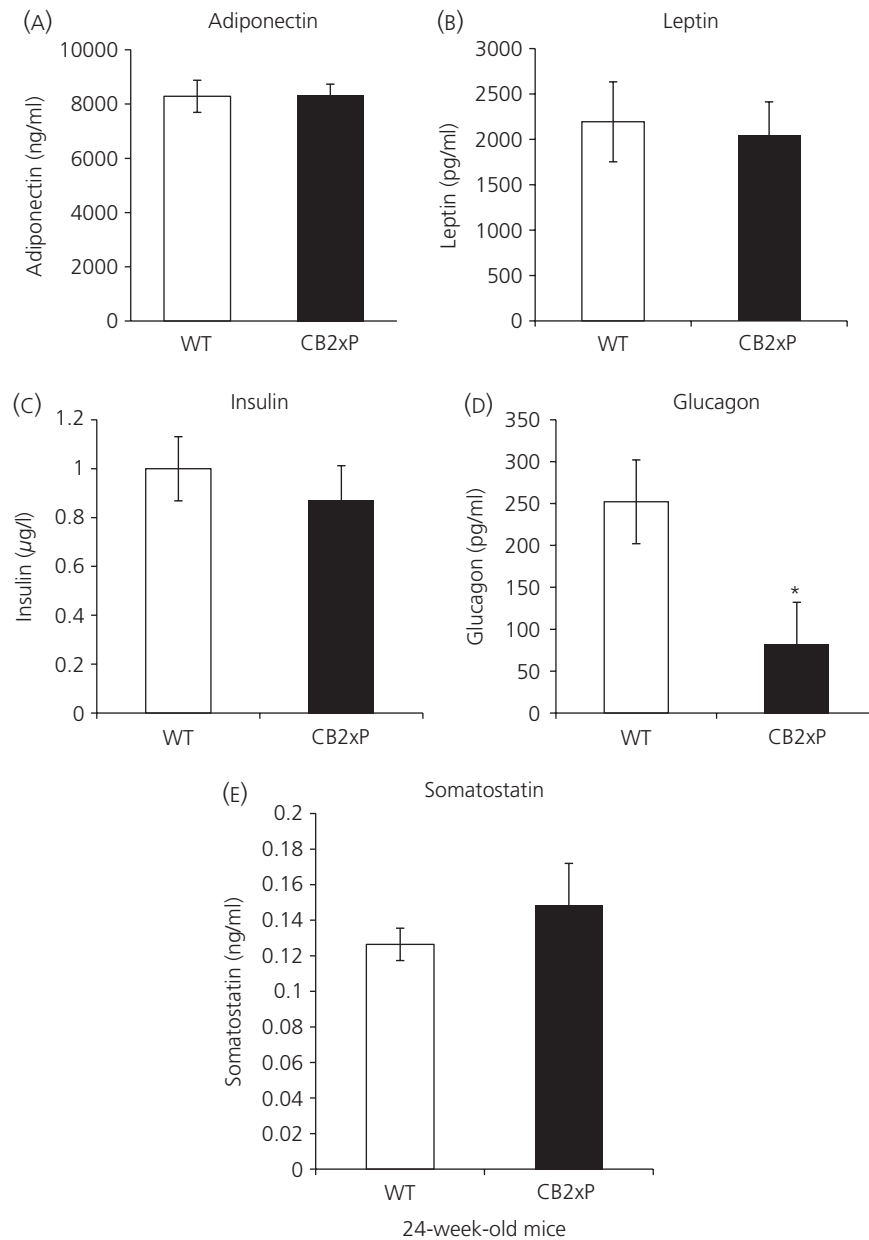 (A)
Adiponectin
10000
8000
6000
4000
2000
0
Adiponectin (ng/ml)
WT
CB2xP
(B)
Leptin
3000
2500
2000
1500
1000
500
0
Leptin (pg/ml)
WT
CB2xP
(C)
Insulin
1.2
1
0.8
0.6
0.4
0.2
0
Insulin (µg/l)
WT
CB2xP
(D)
Glucagon
350
300
250
200
150
100
50
0
Glucagon (pg/ml)
*
WT
CB2xP
(E)
Somatostatin
0.2
0.18
0.16
0.14
0.12
0.1
0.08
0.06
0.04
0.02
0
Somatostatin (ng/ml)
WT
CB2xP
24-week-old mice